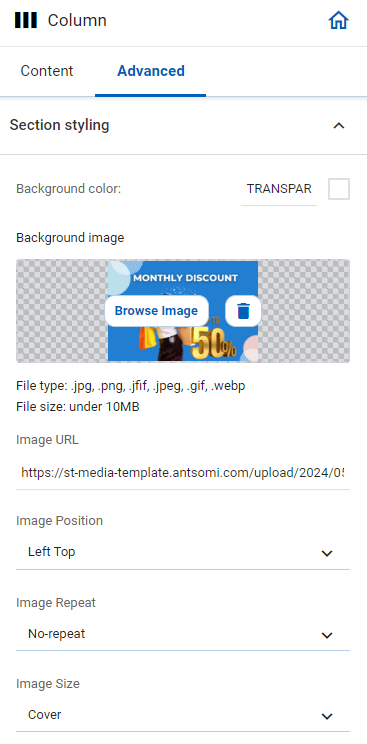 Column
Content Advanced
Section styling
Background color: TRANSPAR
Background image
MONTHLY DISCOUNT
Browse Image
50%
File type: .jpg, .png, .jfif, .jpeg, .gif, .webp
File size: under 10MB
Image URL
https://st-media-template.antsomi.com/upload/2024/05
Image Position
Left Top
Image Repeat
No-repeat
Image Size
Cover